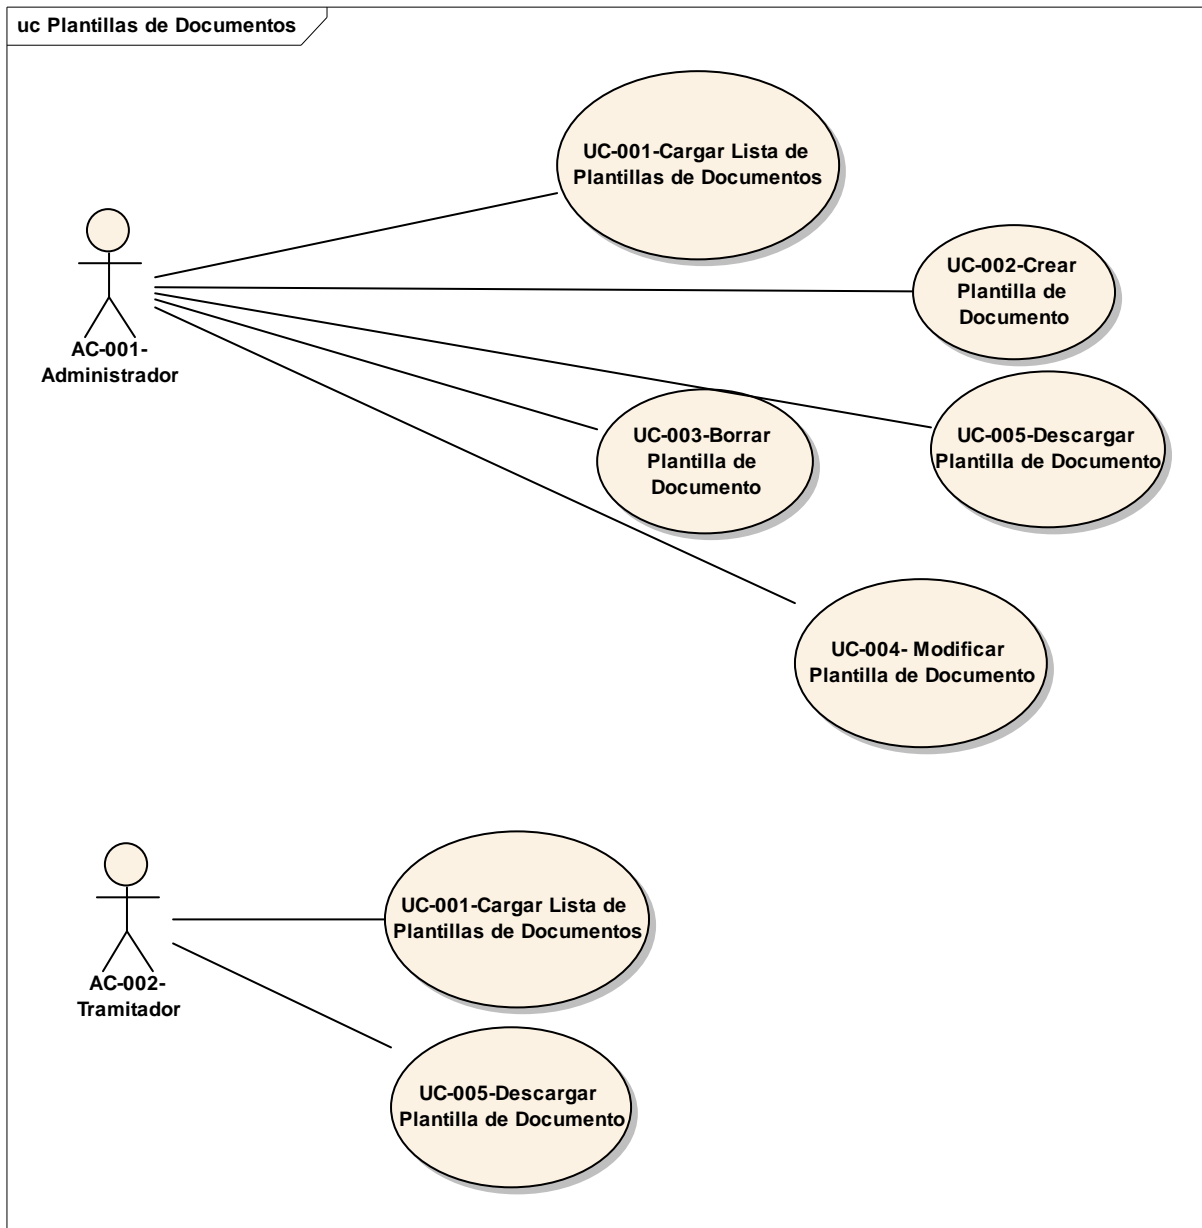 uc Plantillas de Documentos
UC-001-Cargar Lista de
Plantillas de Documentos
UC-002-Crear
Plantilla de
Documento
AC-001-
Administrador
UC-003-Borrar
Plantilla de
Documento
UC-005-Descargar
Plantilla de Documento
UC-004- Modificar
Plantilla de Documento
AC-002-
Tramitador
UC-001-Cargar Lista de
Plantillas de Documentos
UC-005-Descargar
Plantilla de Documento